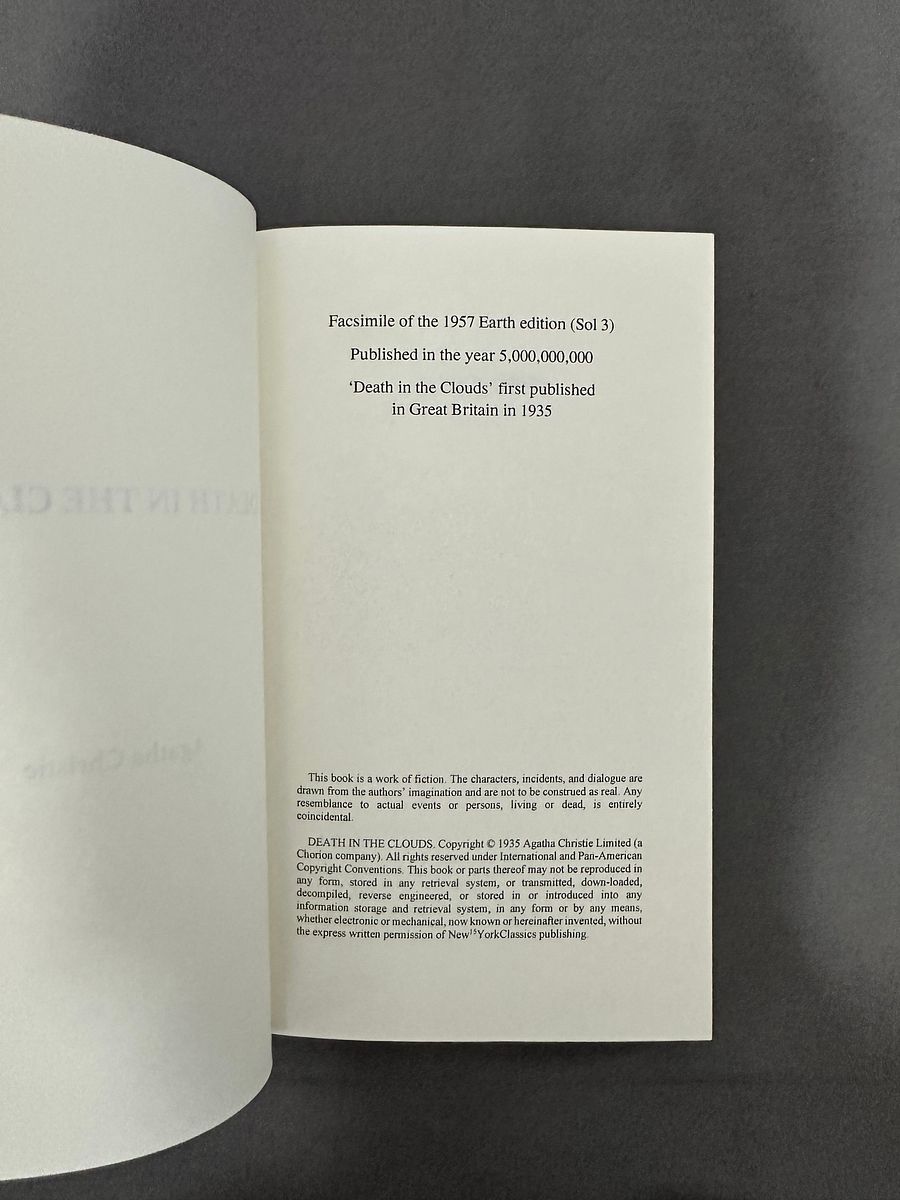 Facsimile of the 1957 Earth edition (Sol 3)
Published in the year 5,000,000,000
‘Death in the Clouds’ first published
in Great Britain in 1935
This book is a work of fiction. The characters, incidents, and dialogue are
drawn from the authors’ imagination and are not to be construed as real. Any
resemblance to actual events or persons, living or dead, is entirely
coincidental.
DEATH IN THE CLOUDS. Copyright © 1935 Agatha Christie Limited (a
Chorion company). All rights reserved under International and Pan-American
Copyright Conventions. This book or parts thereof may not be reproduced in
any form, stored in any retrieval system, or transmitted, down-loaded,
decompiled, reverse engineered, or stored in or introduced into any
information storage and retrieval system, in any form or by any means,
whether electronic or mechanical, now known or hereinafter invented, without
the express written permission of New¹⁵YorkClassics publishing.
IN THE
Agatha Christie